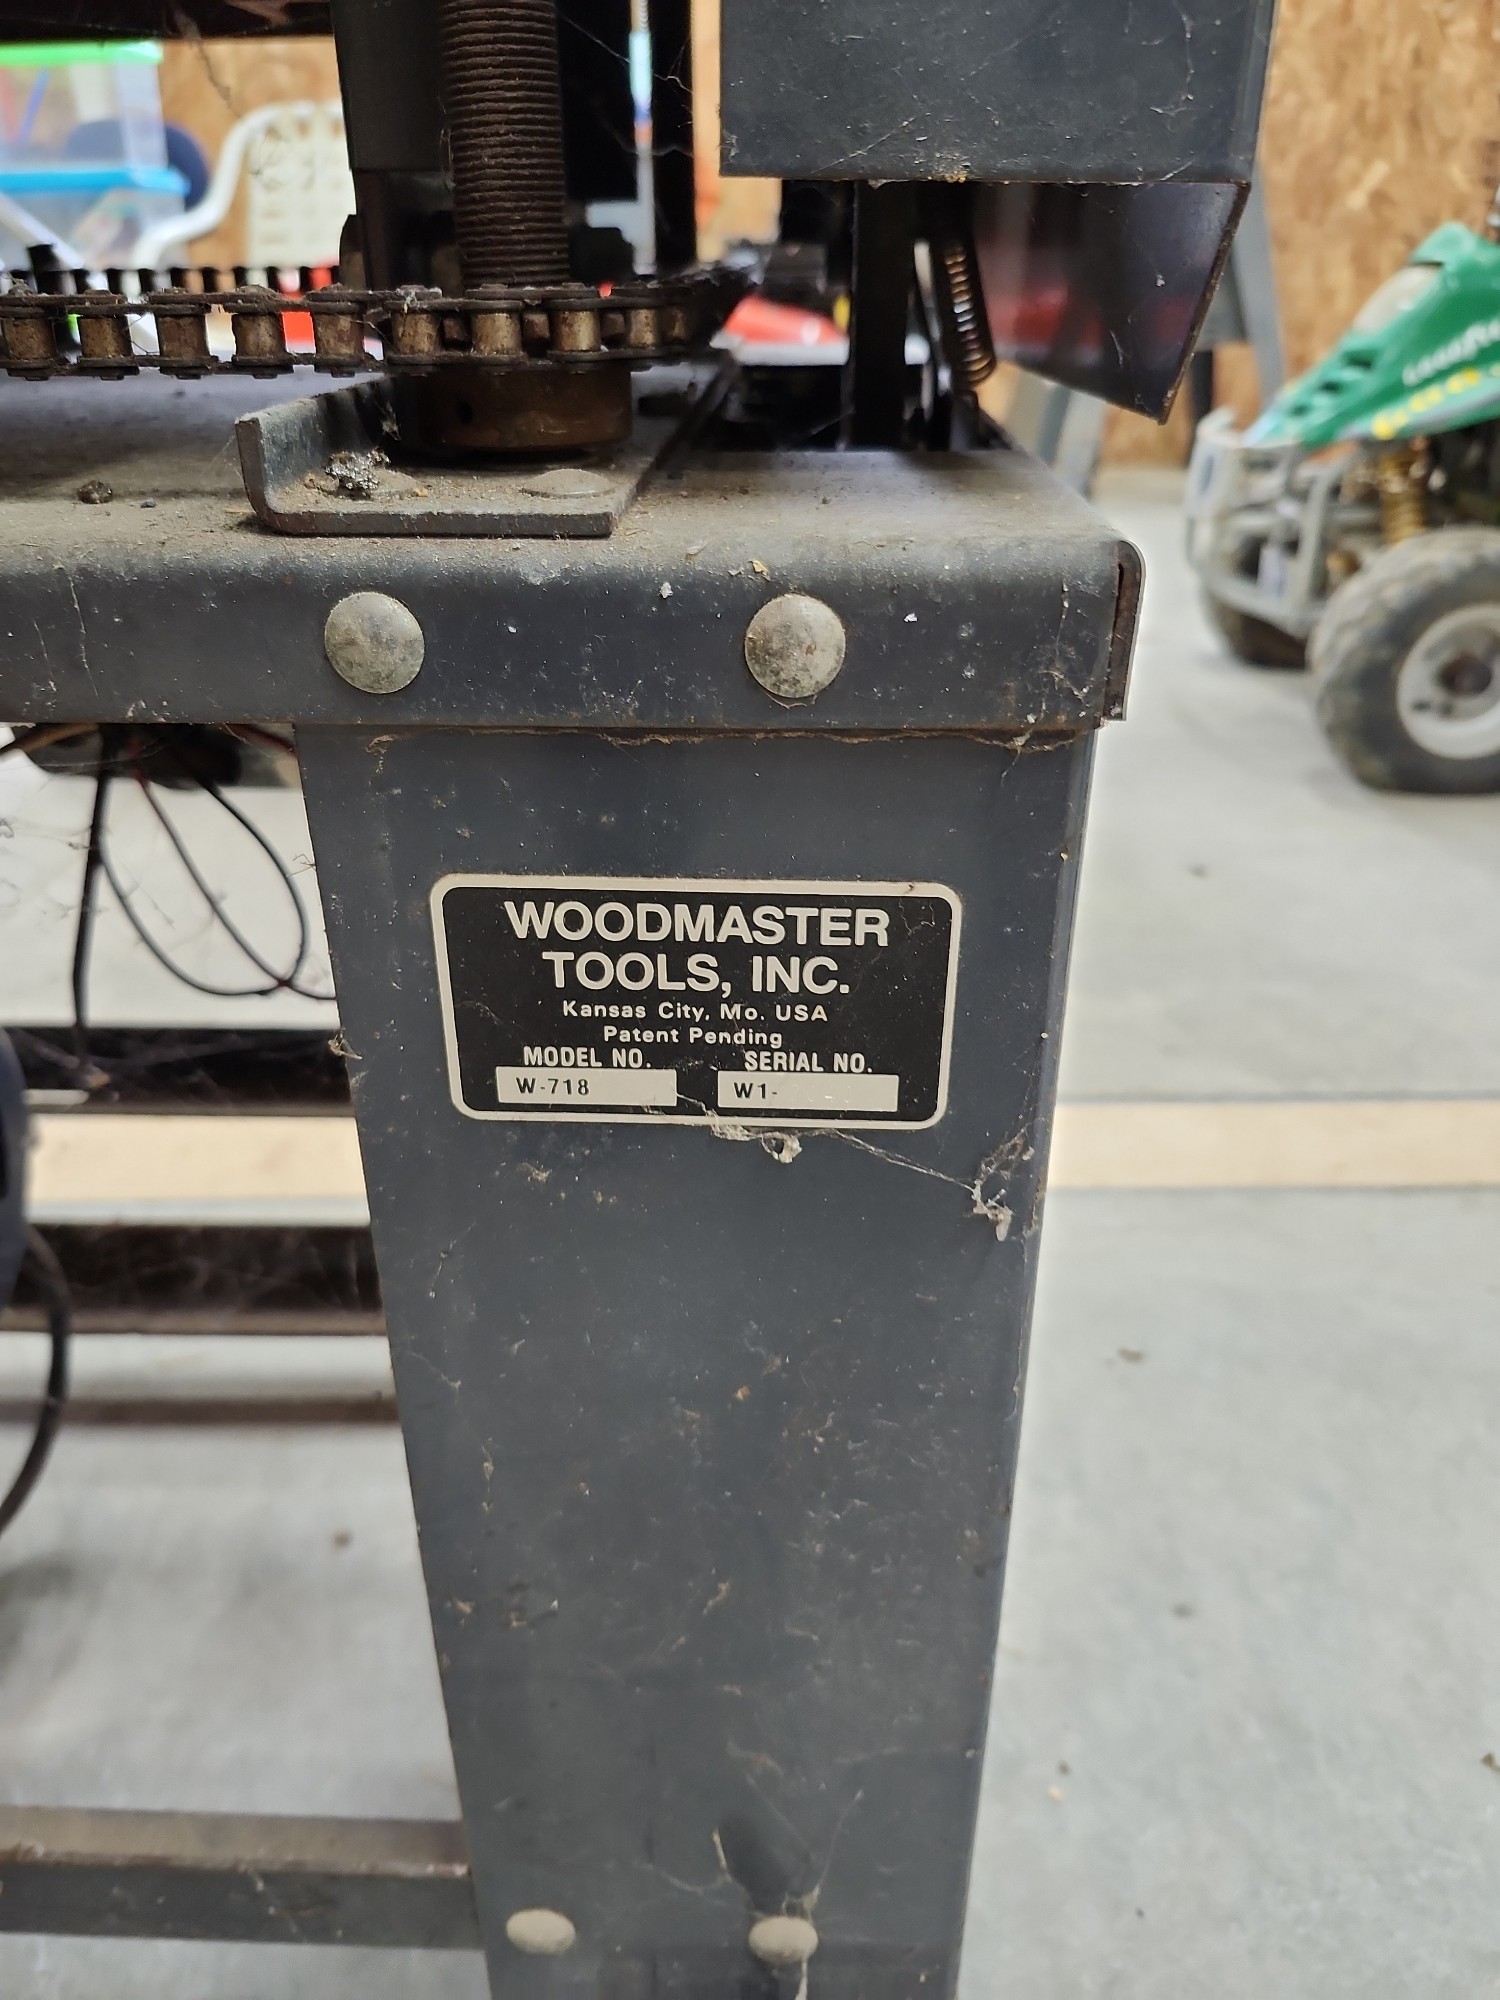 WOODMASTER
TOOLS, INC.
Kansas City, Mo. USA
Patent Pending
MODEL NO. SERIAL NO.
W-718 W1-